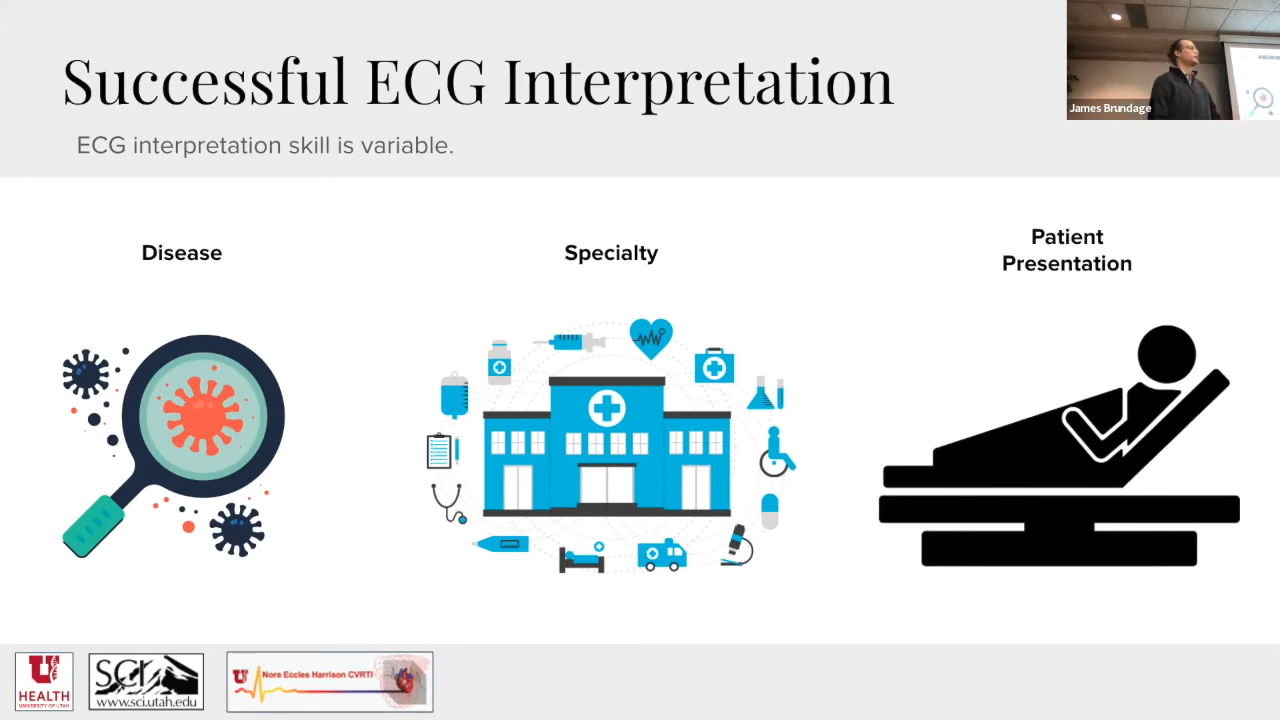 Successful ECG Interpretation
ECG interpretation skill is variable.
James Brundage
Disease
Specialty
Patient
Presentation
U
HEALTH
UNIVERSITY OF UTAH
SCI
www.sci.utah.edu
U
Nora Eccles Harrison CVRTI